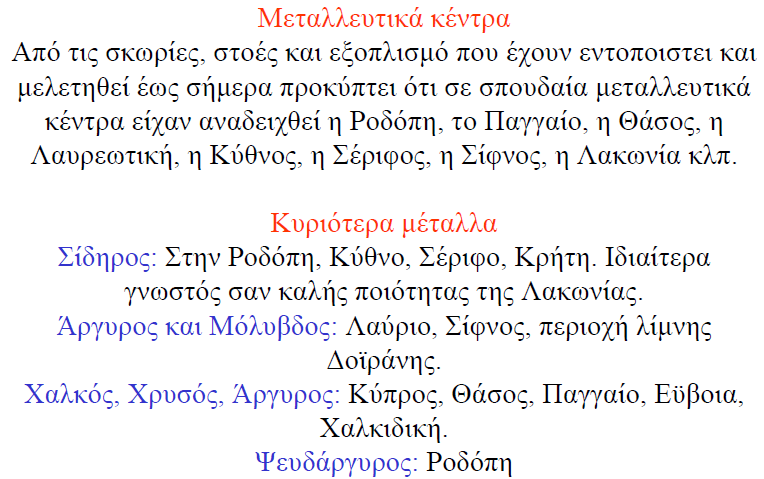 Μεταλλευτικά κέντρα
Από τις σκωρίες, στοές και εξοπλισμό που έχουν εντοποιστει και
μελετηθεί έως σήμερα προκύπτει ότι σε σπουδαία μεταλλευτικά
κέντρα είχαν αναδειχθεί η Ροδόπη, το Παγγαίο, η Θάσος, η
Λαυρεωτική, η Κύθνος, η Σέριφος, η Σίφνος, η Λακωνία κλπ.
Κυριότερα μέταλλα
Σίδηρος: Στην Ροδόπη, Κύθνο, Σέριφο, Κρήτη. Ιδιαίτερα
γνωστός σαν καλής ποιότητας της Λακωνίας.
Άργυρος και Μόλυβδος: Λαύριο, Σίφνος, περιοχή λίμνης
Δοϊράνης.
Χαλκός, Χρυσός, Άργυρος: Κύπρος, Θάσος, Παγγαίο, Εϋβοια,
Χαλκιδική.
Ψευδάργυρος: Ροδόπη